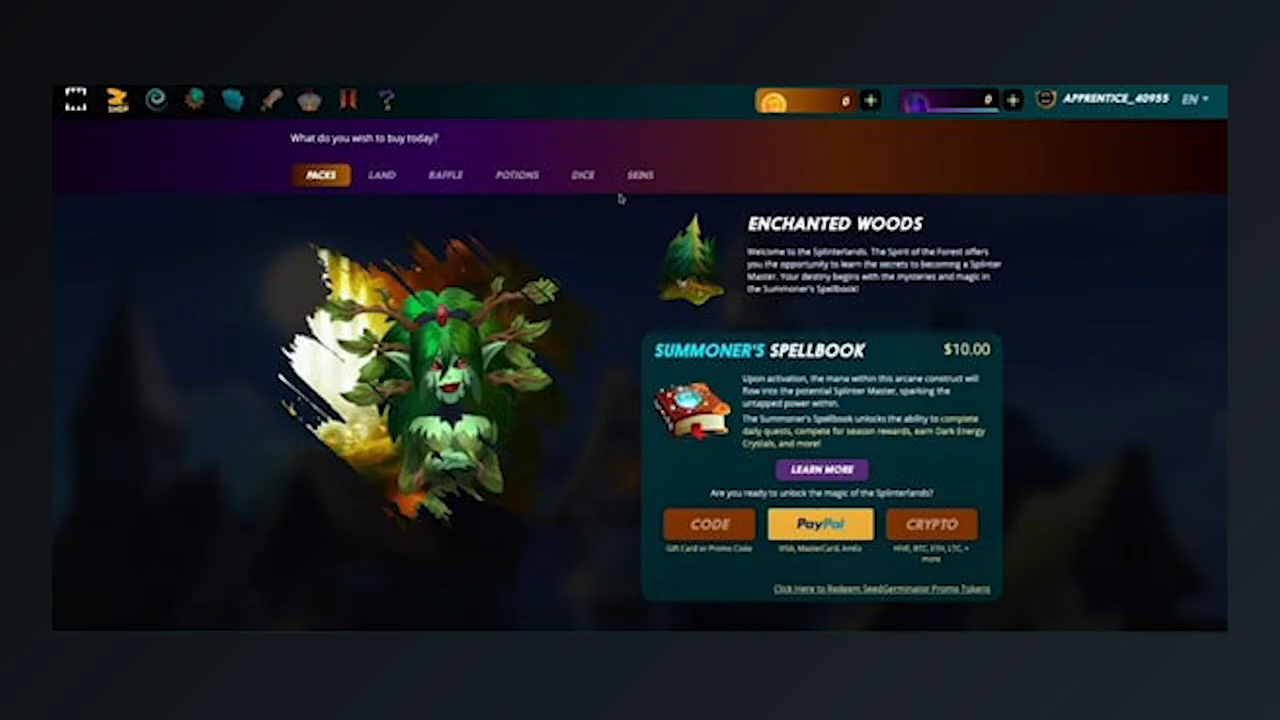 SHOP
0
0
APPRENTICE_40955
EN
What do you wish to buy today?
PACKS
LAND
RAFFLE
POTIONS
DICE
SKINS
ENCHANTED WOODS
Welcome to the Splinterlands. The Spirit of the Forest offers
you the opportunity to learn the secrets to becoming a Splinter
Master. Your destiny begins with the mysteries and magic in
the Summoner's Spellbook!
SUMMONER'S SPELLBOOK
$10.00
Upon activation, the mana within this arcane construct will
flow into the potential Splinter Master, sparking the
untapped power within.
The Summoner's Spellbook unlocks the ability to complete
daily quests, compete for season rewards, earn Dark Energy
Crystals, and more!
LEARN MORE
Are you ready to unlock the magic of the Splinterlands?
CODE
PayPal
CRYPTO
Gift Card or Promo Code
VISA, MasterCard, AmEx
HIVE, BTC, ETH, LTC, +
more
Click Here to Redeem SeedGerminator Promo Tokens